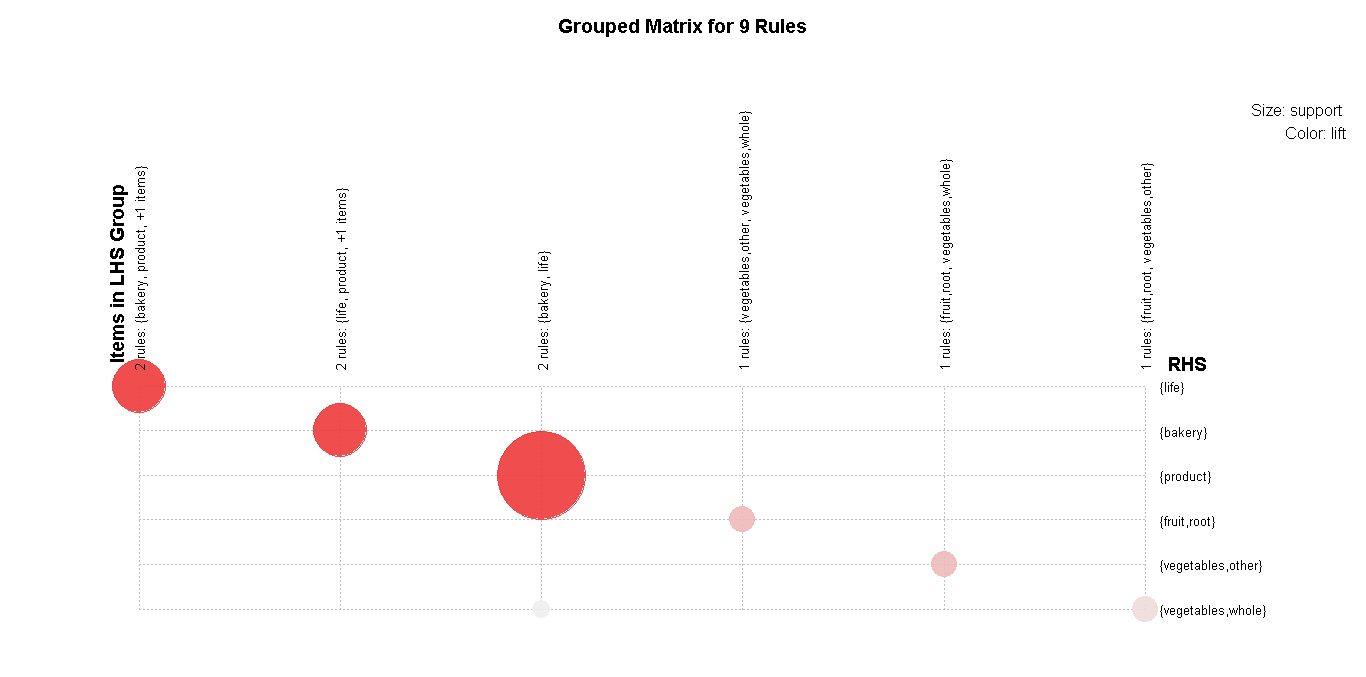 Grouped Matrix for 9 Rules
Size: support
Color: lift
Items in LHS Group
2 rules: {bakery, product, +1 items}
2 rules: {life, product, +1 items}
2 rules: {bakery, life}
1 rules: {vegetables,other, vegetables,whole}
1 rules: {fruit,root, vegetables,whole}
1 rules: {fruit,root, vegetables,other}
RHS
{life}
{bakery}
{product}
{fruit,root}
{vegetables,other}
{vegetables,whole}